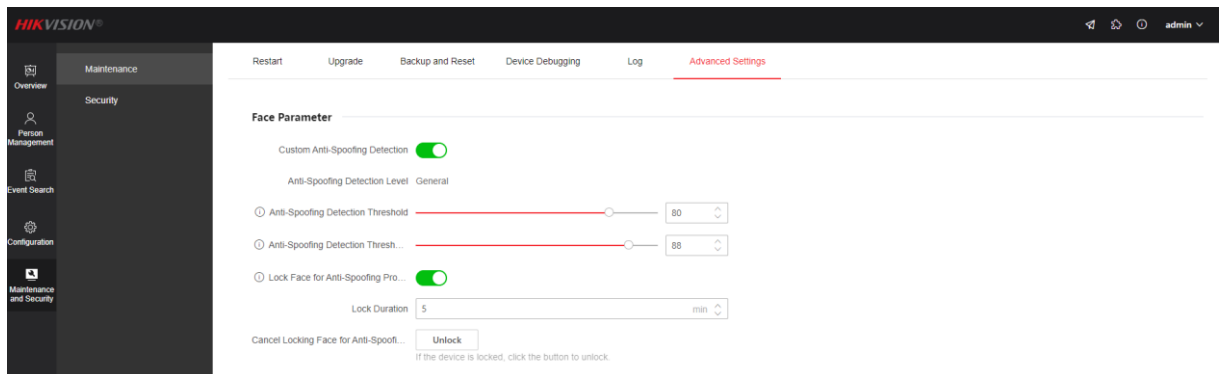 HIKVISION®
admin
Overview
Person
Management
Event Search
Configuration
Maintenance
and Security
Maintenance
Security
Restart Upgrade Backup and Reset Device Debugging Log Advanced Settings
Face Parameter
Custom Anti-Spoofing Detection
Anti-Spoofing Detection Level General
Anti-Spoofing Detection Threshold 80
Anti-Spoofing Detection Thresh... 88
Lock Face for Anti-Spoofing Pro...
Lock Duration 5 min
Cancel Locking Face for Anti-Spoofi... Unlock
If the device is locked, click the button to unlock.